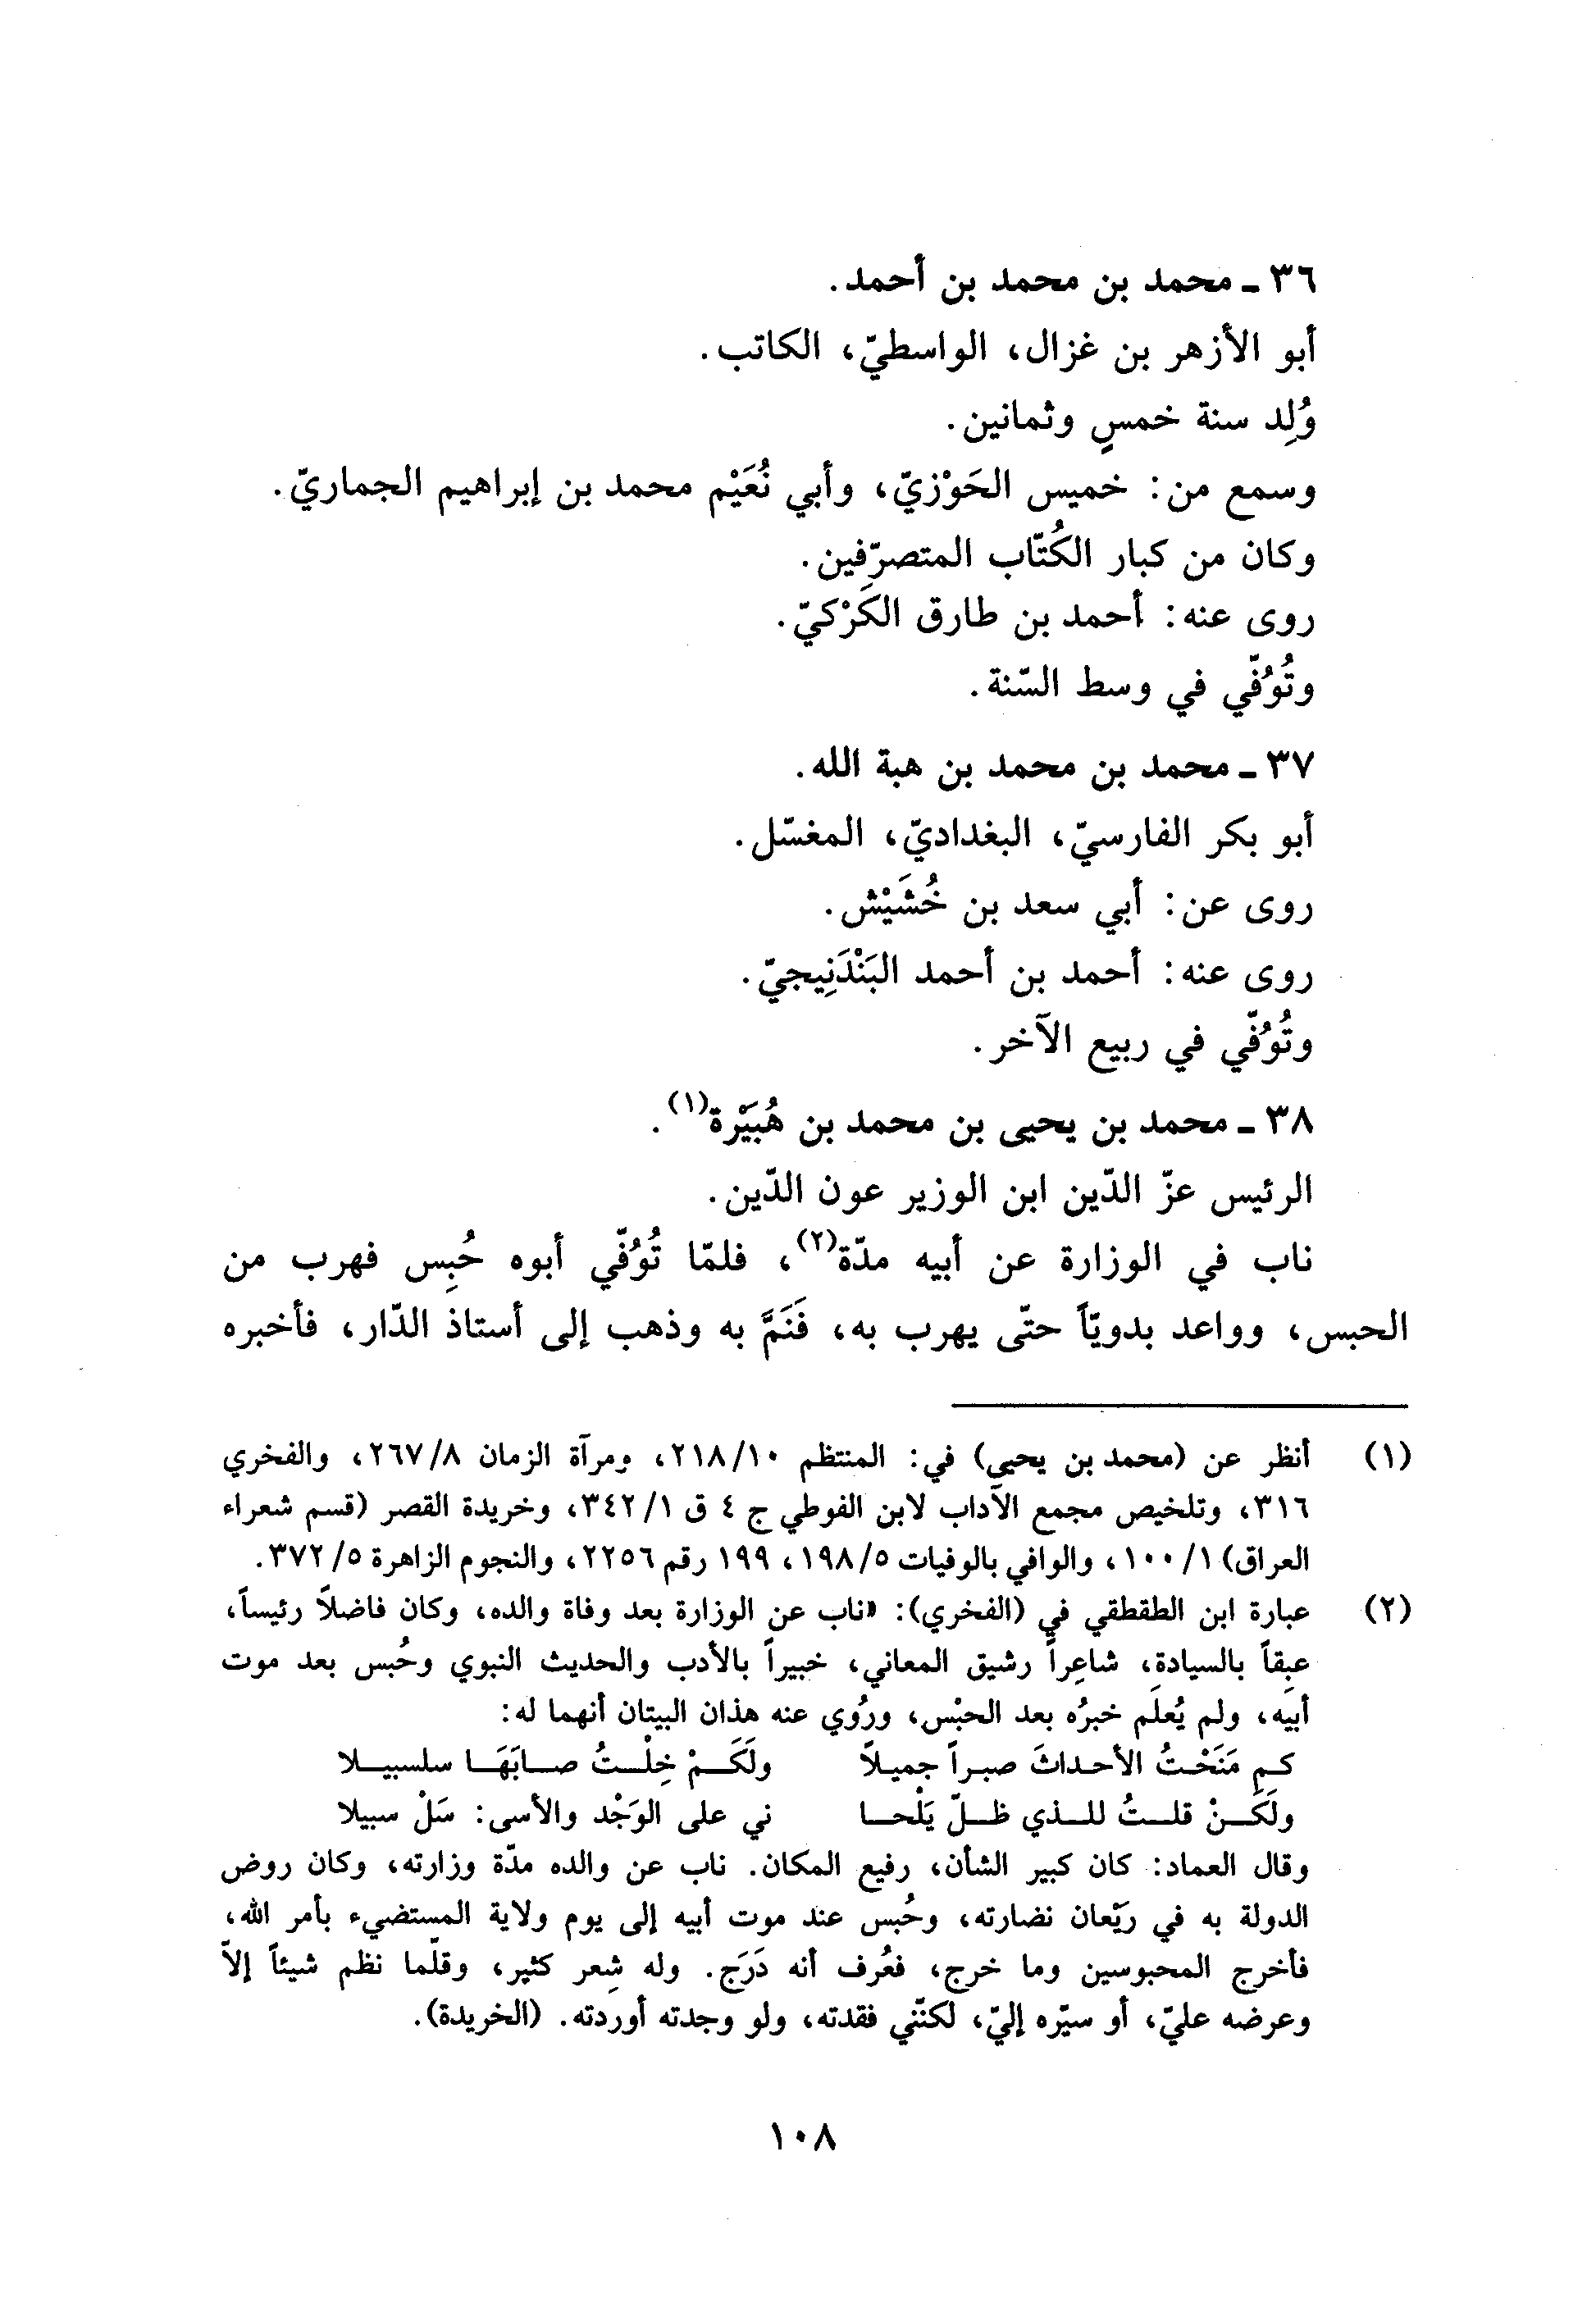 ٣٦ ـ محمد بن محمد بن أحمد.
أبو الأزهر بن غزال، الواسطيّ، الكاتب.
وُلِد سنة خمسٍ وثمانين.
وسمع من: خميس الحَوْزيّ، وأبي نُعَيْم محمد بن إبراهيم الجماريّ.
وكان من كبار الكُتّاب المتصرّفِين.
روى عنه: أحمد بن طارق الكَرْكيّ.
وتُوُفّي في وسط السّنة.
٣٧ ـ محمد بن محمد بن هبة الله.
أبو بكر الفارسيّ، البغداديّ، المغسّل.
روى عن: أبي سعد بن خُشَيْش.
روى عنه: أحمد بن أحمد البَنْدَنِيجيّ.
وتُوُفّي في ربيع الآخر.
٣٨ ـ محمد بن يحيى بن محمد بن هُبَيْرة(١).
الرئيس عزّ الدّين ابن الوزير عون الدّين.
ناب في الوزارة عن أبيه مدّة(٢)، فلمّا تُوُفّي أبوه حُبِس فهرب من
الحبس، وواعد بدويّاً حتّى يهرب به، فَنَمَّ به وذهب إلى أستاذ الدّار، فأخبره
(١) أنظر عن (محمد بن يحيى) في: المنتظم ٢١٨/١٠، ومرآة الزمان ٢٦٧/٨، والفخري
٣١٦، وتلخيص مجمع الآداب لابن الفوطي ج ٤ ق ٣٤٢/١، وخريدة القصر (قسم شعراء
العراق) ١٠٠/١، والوافي بالوفيات ١٩٨/٥، ١٩٩ رقم ٢٢٥٦، والنجوم الزاهرة ٣٧٢/٥.
(٢) عبارة ابن الطقطقي في (الفخري): «ناب عن الوزارة بعد وفاة والده، وكان فاضلاً رئيساً،
عبِقاً بالسيادة، شاعِراً رشيق المعاني، خبيراً بالأدب والحديث النبوي وحُبس بعد موت
أبيه، ولم يُعلَم خبرُه بعد الحبْس، ورُوي عنه هذان البيتان أنهما له:
كم مَنَحْتُ الأحداثَ صبراً جميلاً ولَكَمْ خِلْتُ صابَهَا سلسبيلا
ولَكَنْ قلتُ للذي ظلّ يَلْحا ني على الوَجْد والأسى: سَلْ سبيلا
وقال العماد: كان كبير الشأن، رفيع المكان. ناب عن والده مدّة وزارته، وكان روض
الدولة به في رَيْعان نضارته، وحُبس عند موت أبيه إلى يوم ولاية المستضيء بأمر الله،
فأخرج المحبوسين وما خرج، فعُرف أنه دَرَج. وله شِعر كثير، وقلّما نظم شيئاً إلاّ
وعرضه عليّ، أو سيّره إليّ، لكنّني فقدته، ولو وجدته أوردته. (الخريدة).
١٠٨